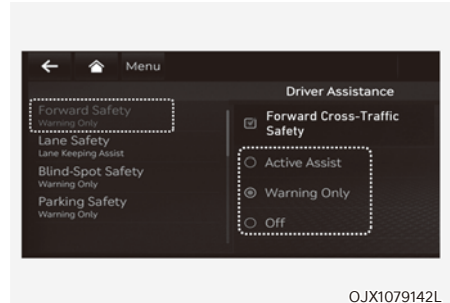 Menu
Driver Assistance
Forward Safety
Warning Only
Lane Safety
Lane Keeping Assist
Blind-Spot Safety
Warning Only
Parking Safety
Warning Only
Forward Cross-Traffic
Safety
Active Assist
Warning Only
Off
OJX1079142L